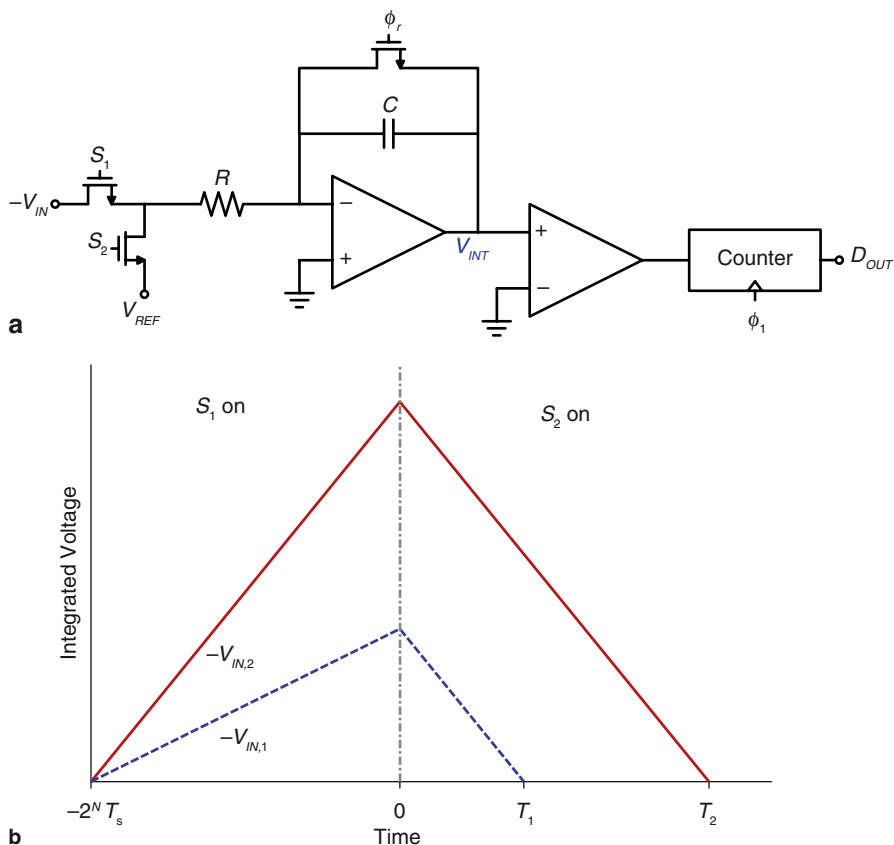 ϕr
C
S1
R
−VIN
−
+
S2
VINT
+
−
Counter
DOUT
VREF
ϕ1
a
S1 on
S2 on
Integrated Voltage
−VIN,2
−VIN,1
−2^N Ts
0
T1
T2
Time
b